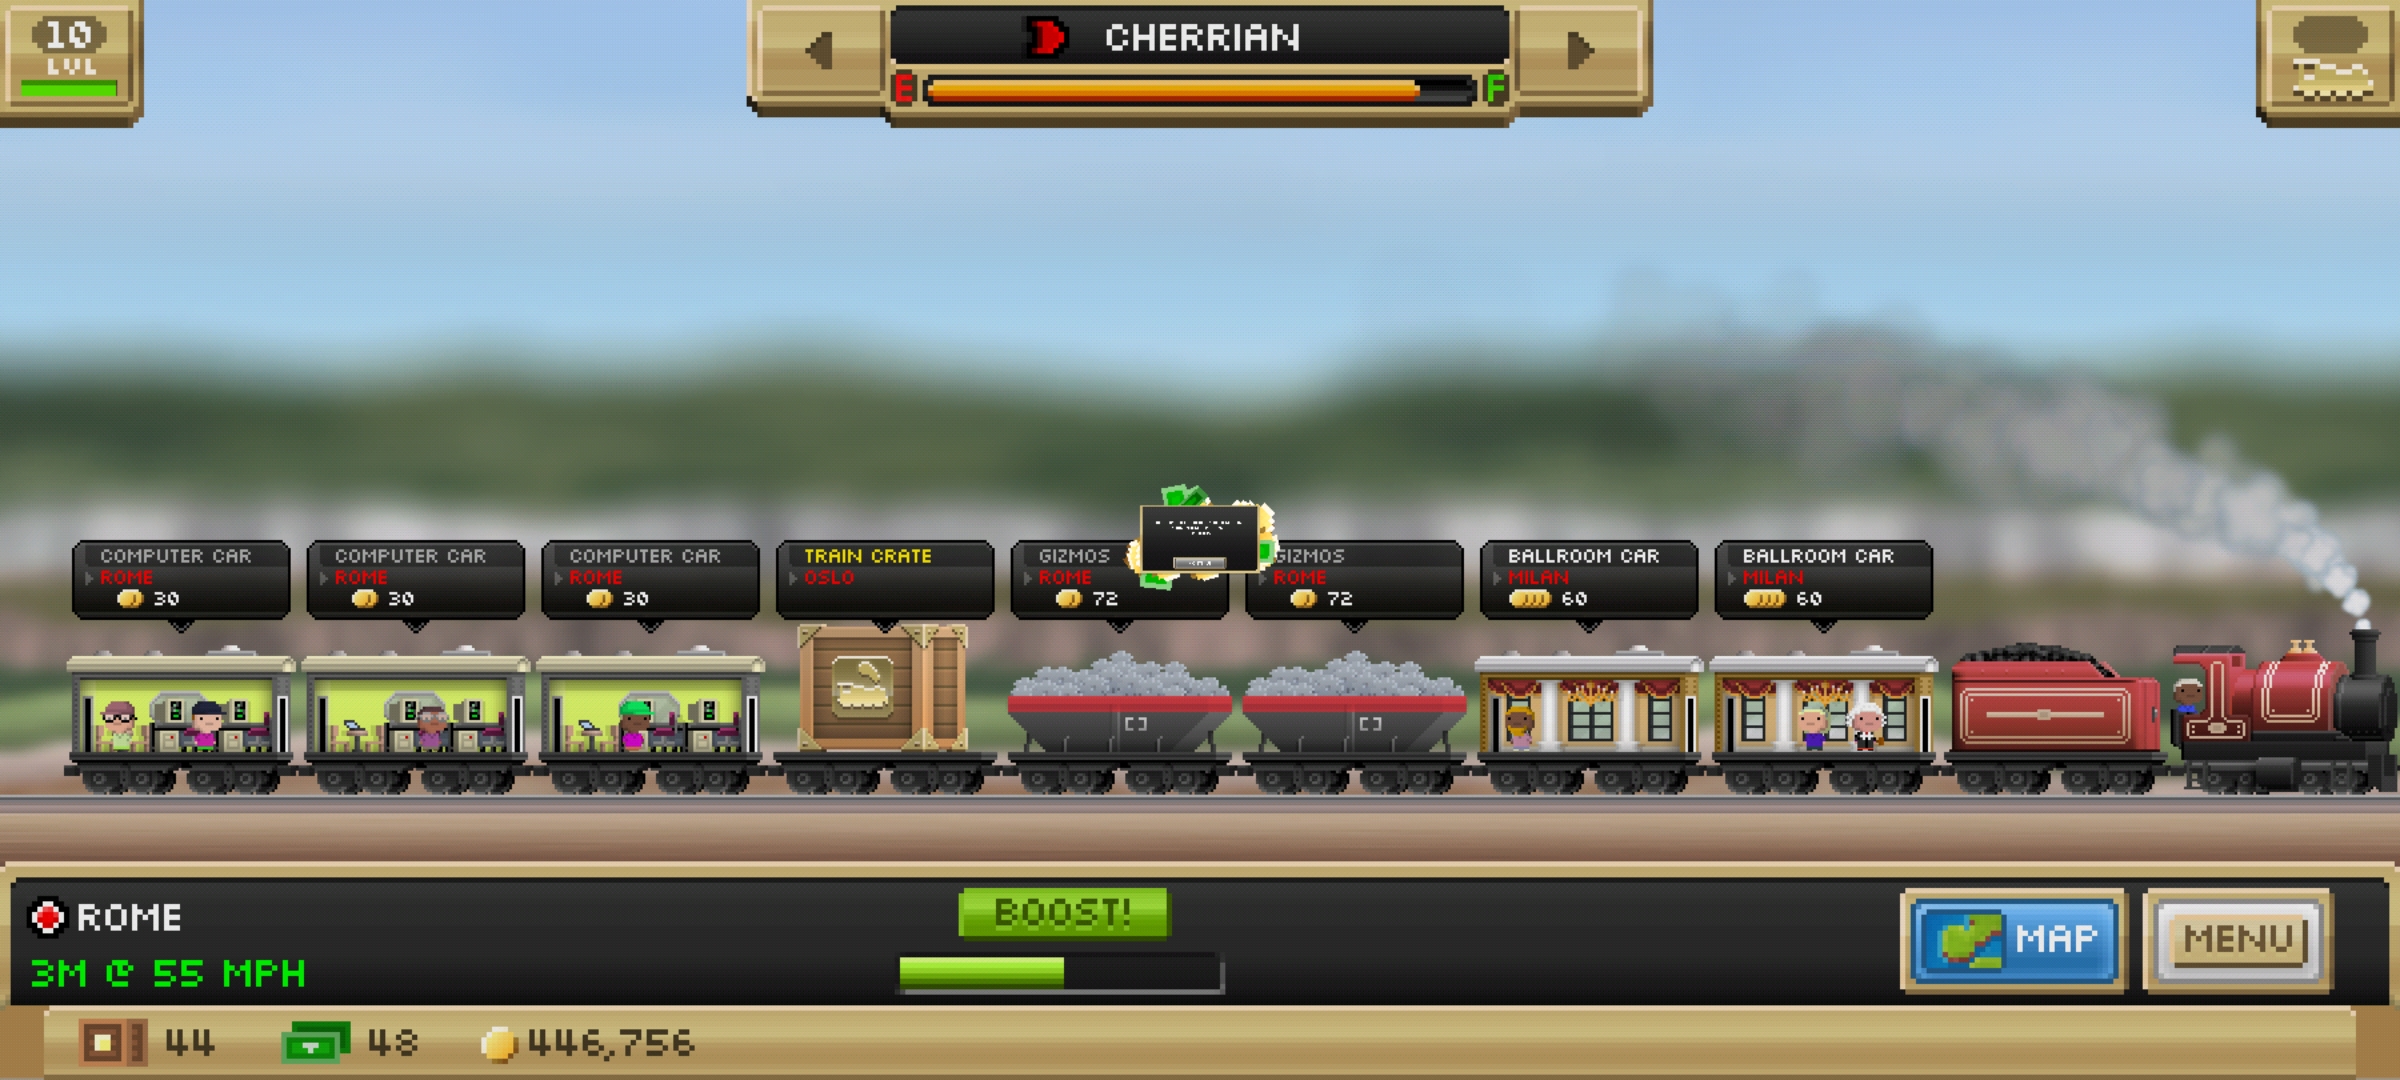 10
LVL
CHERRIAN
E F
COMPUTER CAR
ROME
30
COMPUTER CAR
ROME
30
COMPUTER CAR
ROME
30
TRAIN CRATE
OSLO
GIZMOS
ROME
72
GIZMOS
ROME
72
BALLROOM CAR
MILAN
60
BALLROOM CAR
MILAN
60
ROME
3M @ 55 MPH
BOOST!
MAP
MENU
44
48
446,756